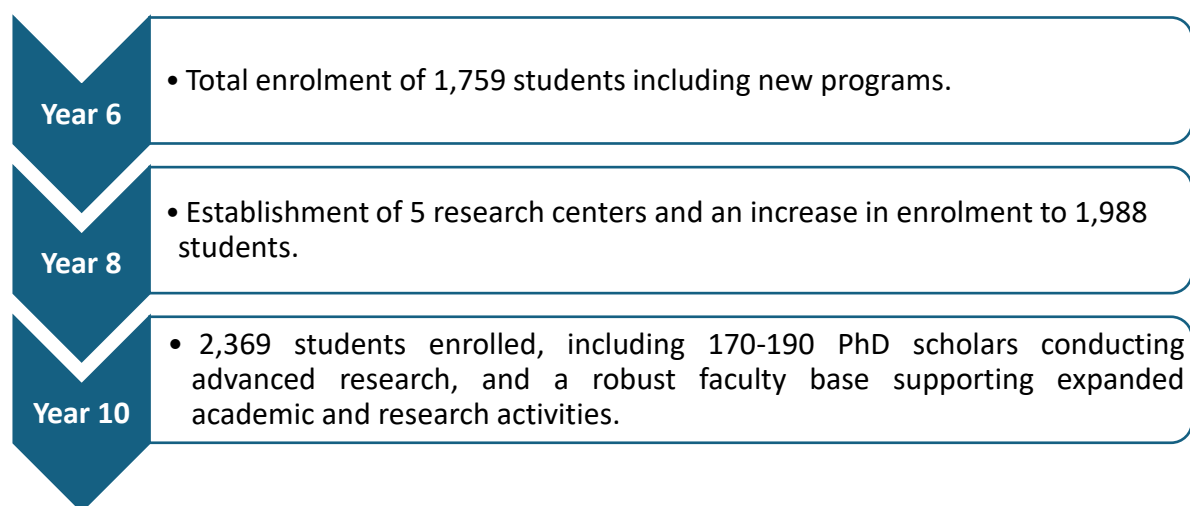 Year 6
• Total enrolment of 1,759 students including new programs.
Year 8
• Establishment of 5 research centers and an increase in enrolment to 1,988
students.
Year 10
• 2,369 students enrolled, including 170-190 PhD scholars conducting
advanced research, and a robust faculty base supporting expanded
academic and research activities.